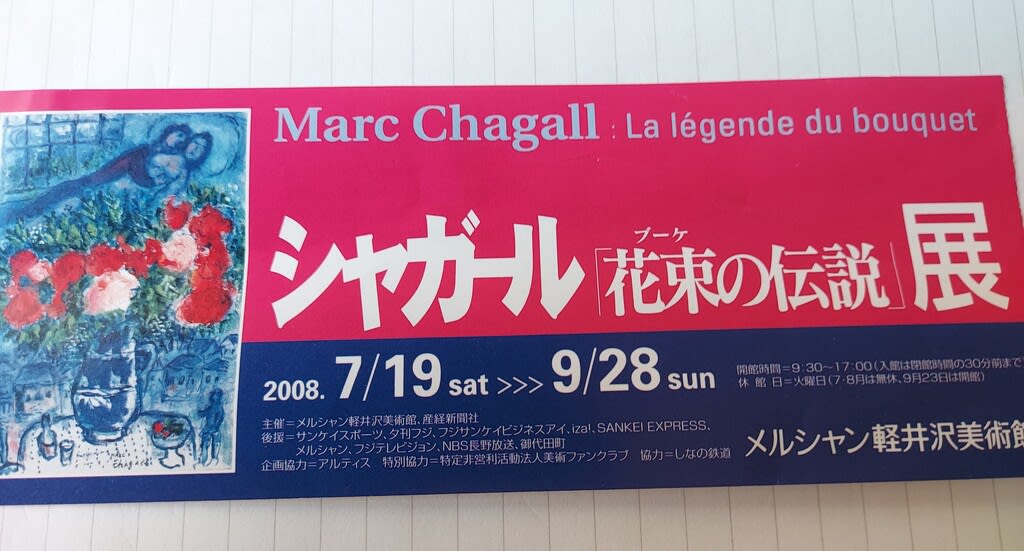 Marc Chagall : La légende du bouquet
ブーケ
シャガール「花束の伝説」展
2008. 7/19 sat >>> 9/28 sun
開館時間=9:30〜17:00(入館は閉館時間の30分前まで
休館日=火曜日(7・8月は無休、9月23日は開館)
主催=メルシャン軽井沢美術館、産経新聞社
後援=サンケイスポーツ、夕刊フジ、フジサンケイビジネスアイ、iza!、SANKEI EXPRESS、
メルシャン、フジテレビジョン、NBS長野放送、御代田町
企画協力=アルティス 特別協力=特定非営利活動法人美術ファンクラブ 協力=しなの鉄道
メルシャン軽井沢美術館
Chagall